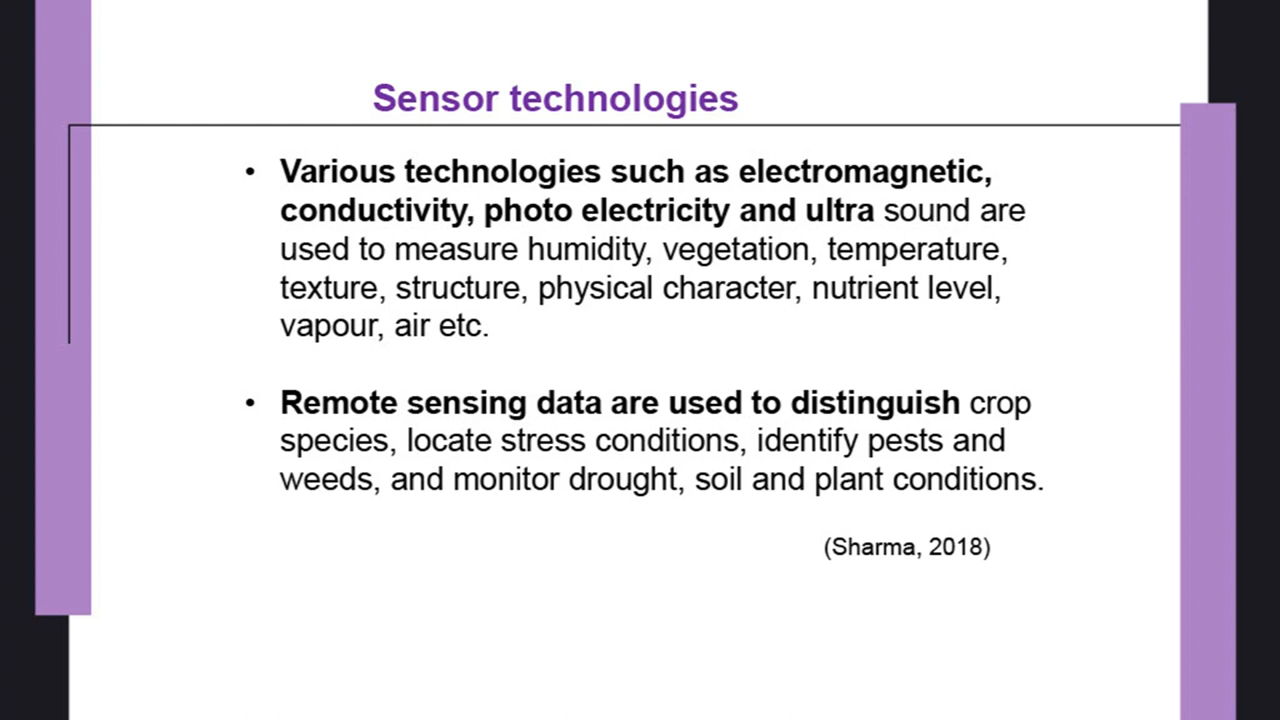 Sensor technologies
• Various technologies such as electromagnetic,
conductivity, photo electricity and ultra sound are
used to measure humidity, vegetation, temperature,
texture, structure, physical character, nutrient level,
vapour, air etc.
• Remote sensing data are used to distinguish crop
species, locate stress conditions, identify pests and
weeds, and monitor drought, soil and plant conditions.
(Sharma, 2018)